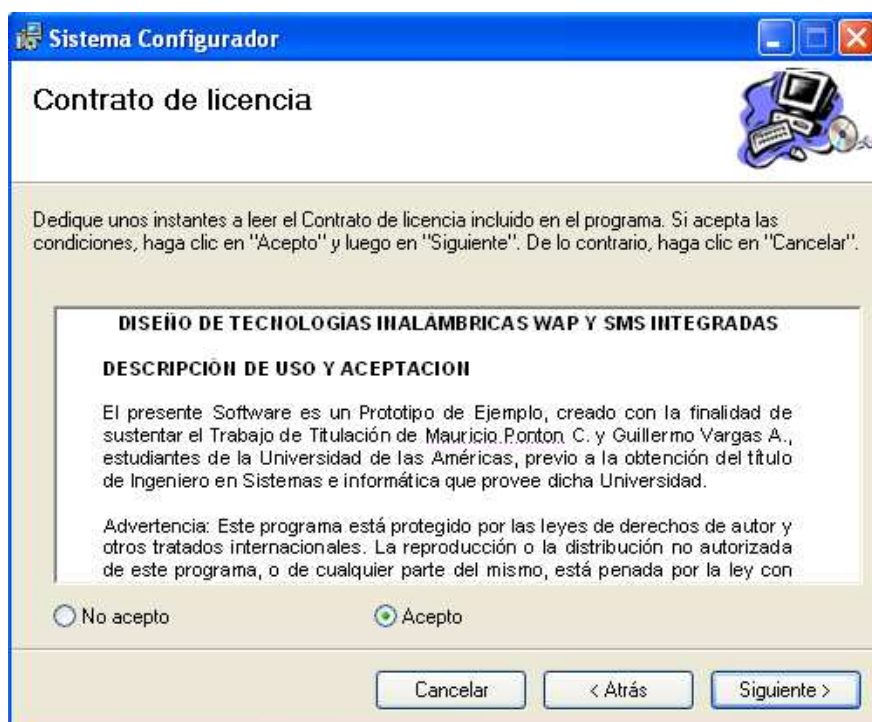 Sistema Configurador
Contrato de licencia
Dedique unos instantes a leer el Contrato de licencia incluido en el programa. Si acepta las
condiciones, haga clic en "Acepto" y luego en "Siguiente". De lo contrario, haga clic en "Cancelar".
DISEÑO DE TECNOLOGÍAS INALÁMBRICAS WAP Y SMS INTEGRADAS
DESCRIPCIÓN DE USO Y ACEPTACION
El presente Software es un Prototipo de Ejemplo, creado con la finalidad de
sustentar el Trabajo de Titulación de Mauricio Ponton C. y Guillermo Vargas A.,
estudiantes de la Universidad de las Américas, previo a la obtención del título
de Ingeniero en Sistemas e informática que provee dicha Universidad.
Advertencia: Este programa está protegido por las leyes de derechos de autor y
otros tratados internacionales. La reproducción o la distribución no autorizada
de este programa, o de cualquier parte del mismo, está penada por la ley con
No acepto Acepto
Cancelar < Atrás Siguiente >